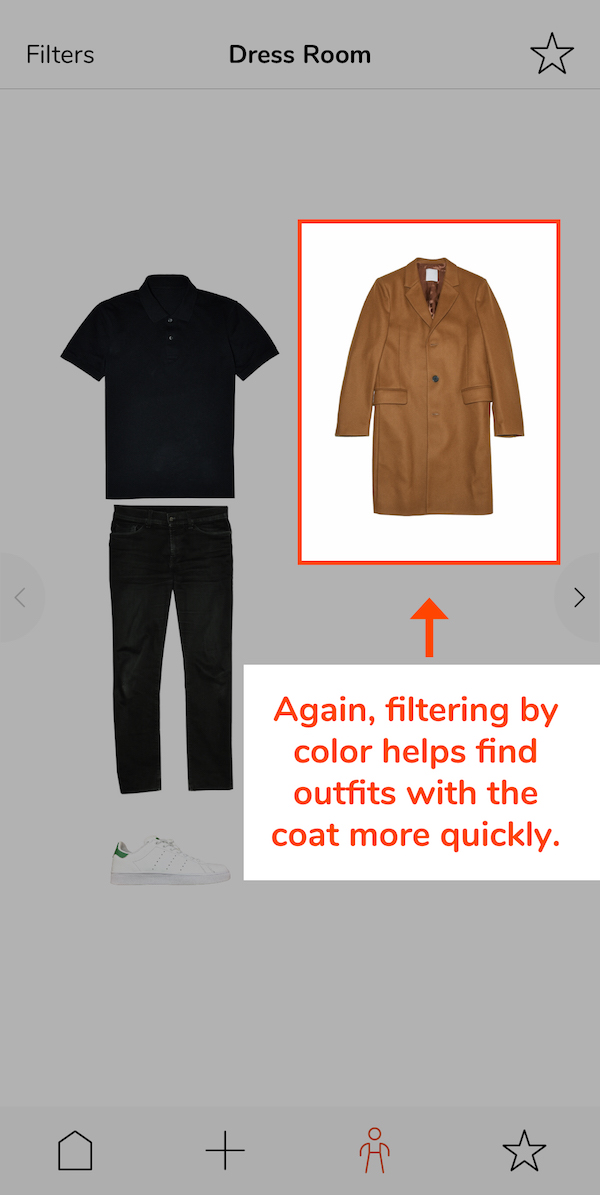 Filters
Dress Room
Again, filtering by
color helps find
outfits with the
coat more quickly.